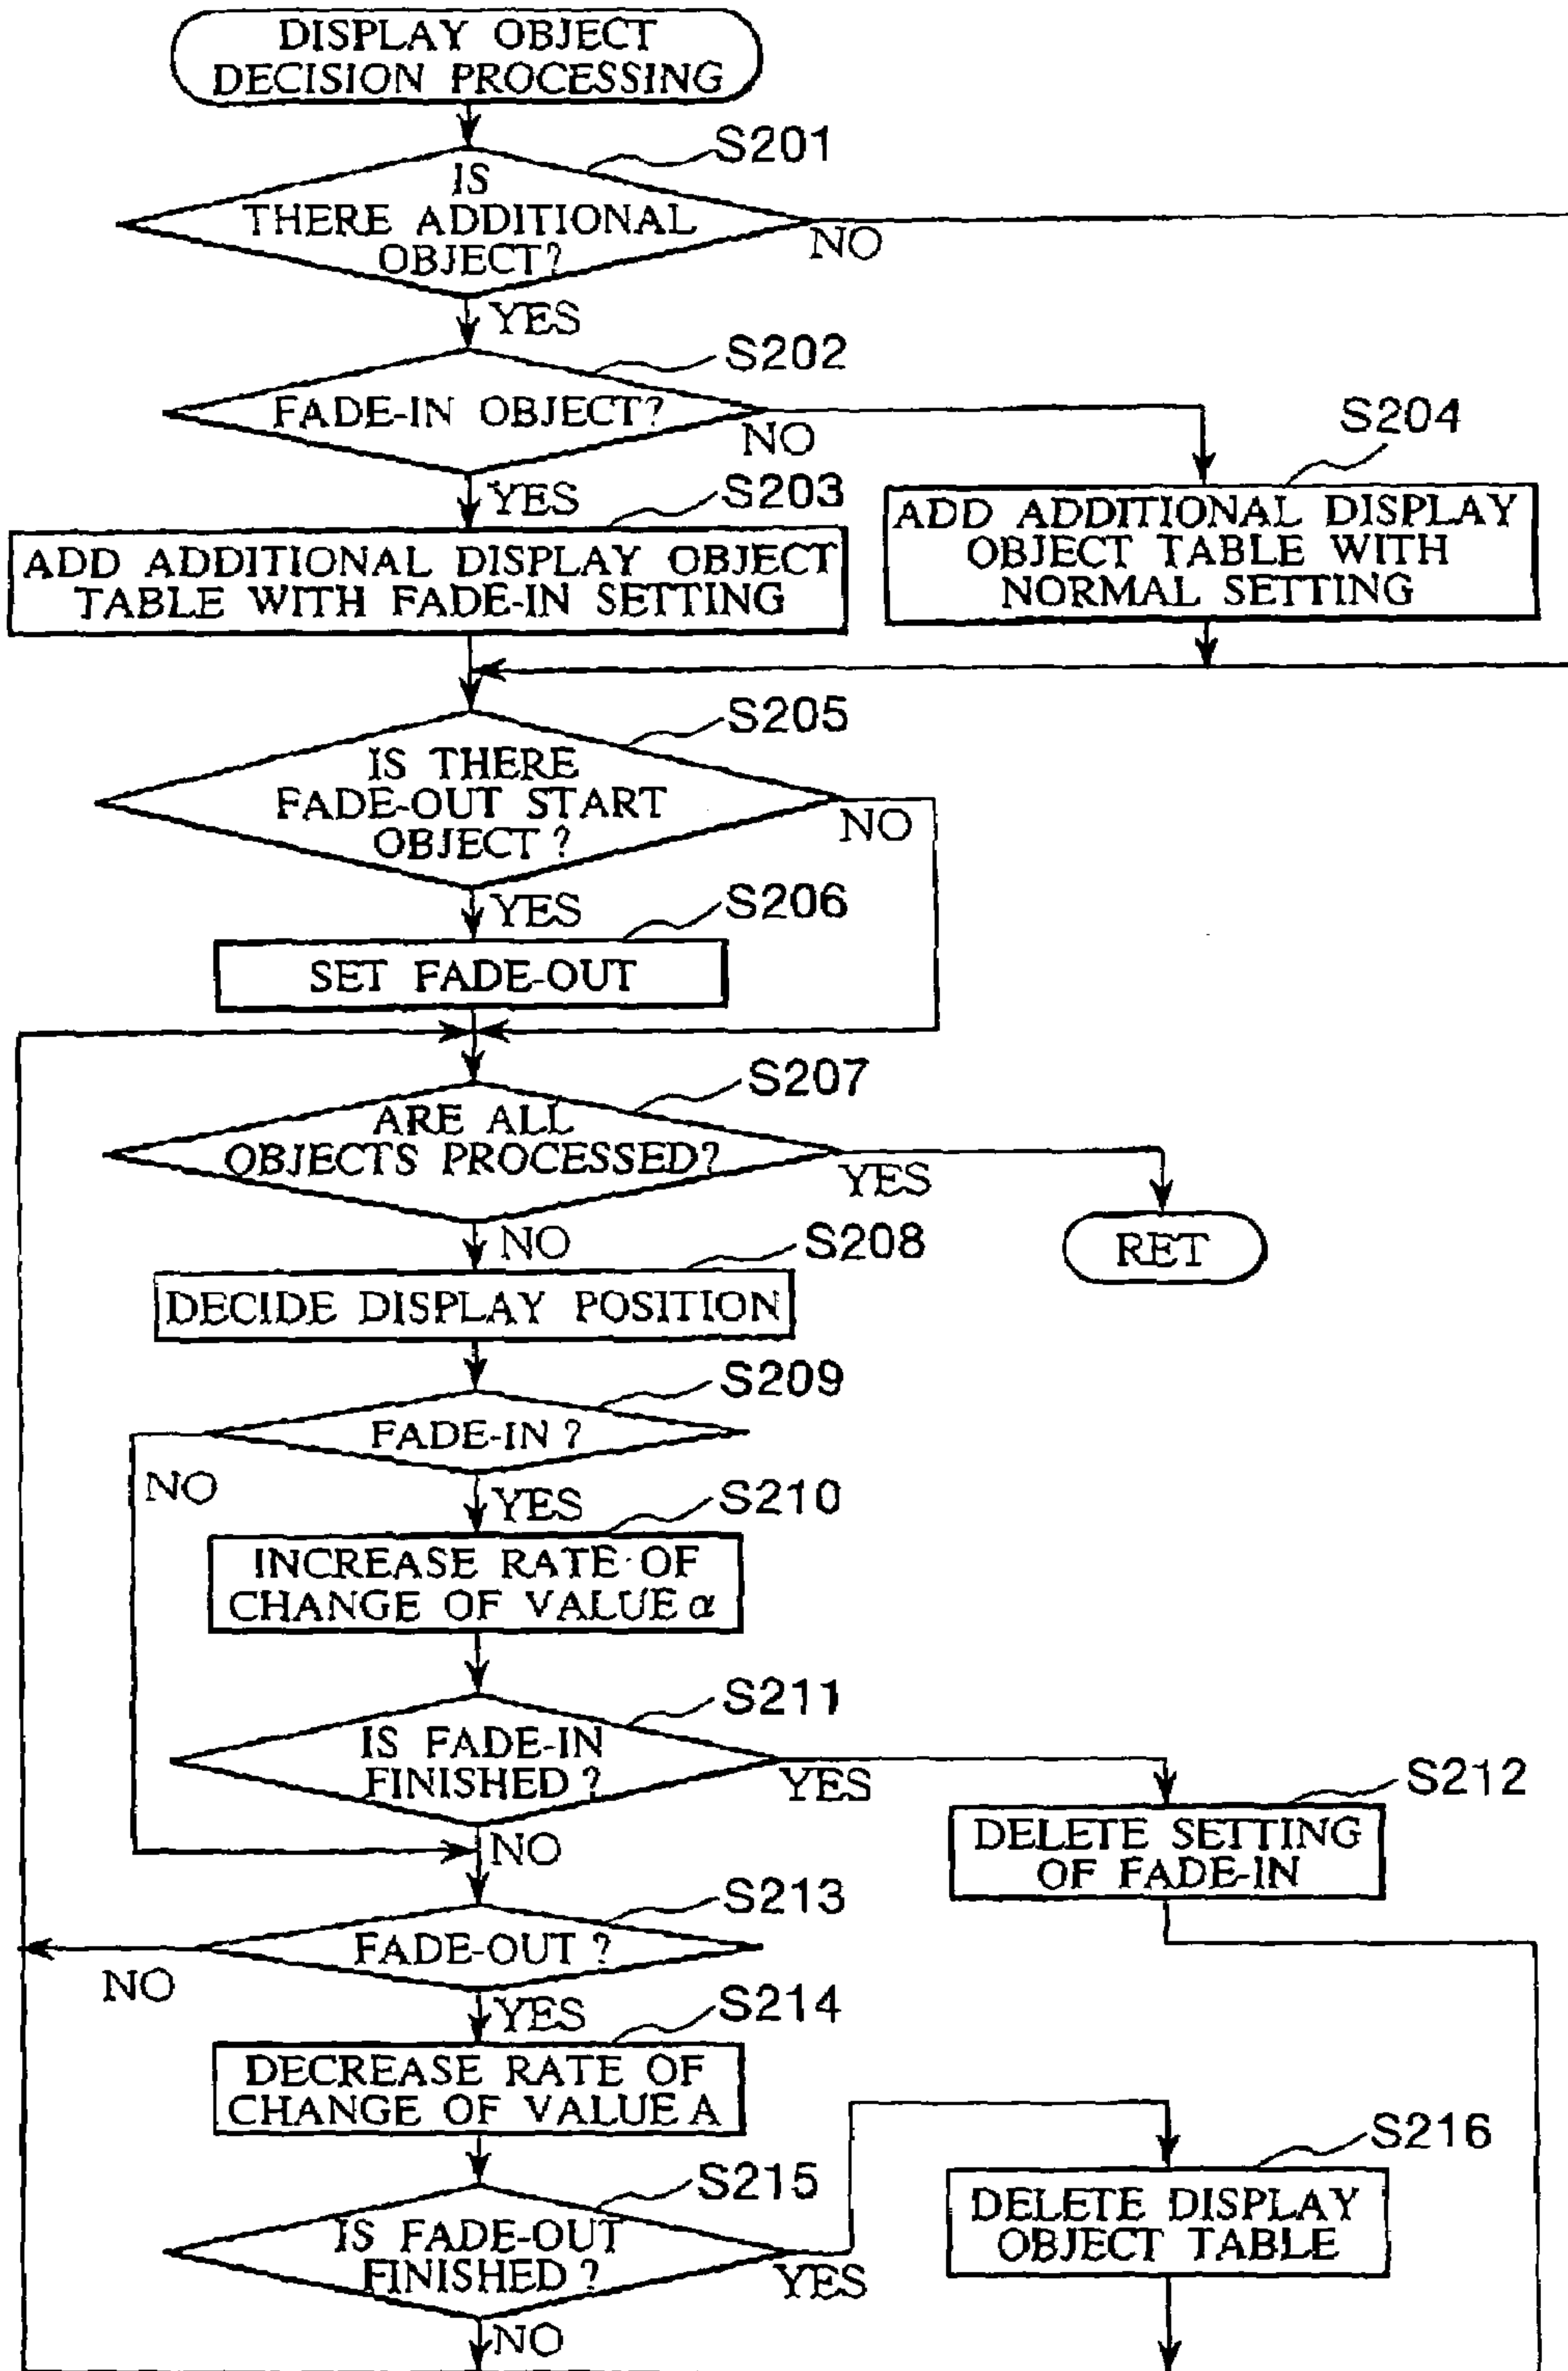 DISPLAY OBJECT
DECISION PROCESSING
S201
IS
THERE ADDITIONAL
OBJECT?
NO
YES
S202
FADE-IN OBJECT?
NO
S204
YES
S203
ADD ADDITIONAL DISPLAY OBJECT
TABLE WITH FADE-IN SETTING
ADD ADDITIONAL DISPLAY
OBJECT TABLE WITH
NORMAL SETTING
S205
IS THERE
FADE-OUT START
OBJECT?
NO
YES
S206
SET FADE-OUT
S207
ARE ALL
OBJECTS PROCESSED?
YES
RET
NO
S208
DECIDE DISPLAY POSITION
S209
FADE-IN?
NO
YES
S210
INCREASE RATE OF
CHANGE OF VALUE α
S211
IS FADE-IN
FINISHED?
YES
S212
DELETE SETTING
OF FADE-IN
NO
S213
FADE-OUT?
NO
YES
S214
DECREASE RATE OF
CHANGE OF VALUE A
S215
IS FADE-OUT
FINISHED?
YES
S216
DELETE DISPLAY
OBJECT TABLE
NO